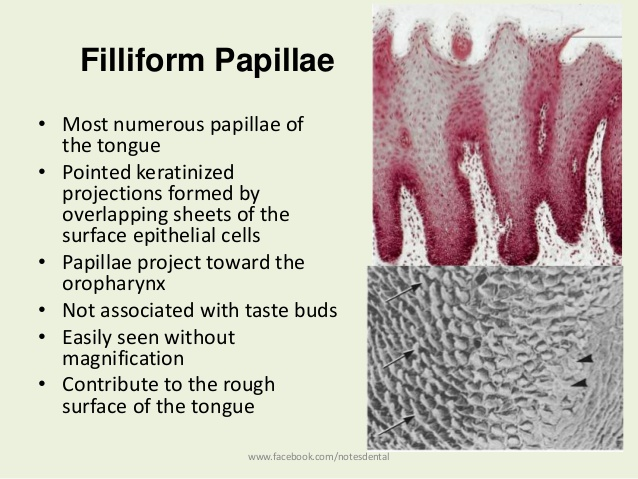 Filliform Papillae
• Most numerous papillae of
the tongue
• Pointed keratinized
projections formed by
overlapping sheets of the
surface epithelial cells
• Papillae project toward the
oropharynx
• Not associated with taste buds
• Easily seen without
magnification
• Contribute to the rough
surface of the tongue
www.facebook.com/notesdental